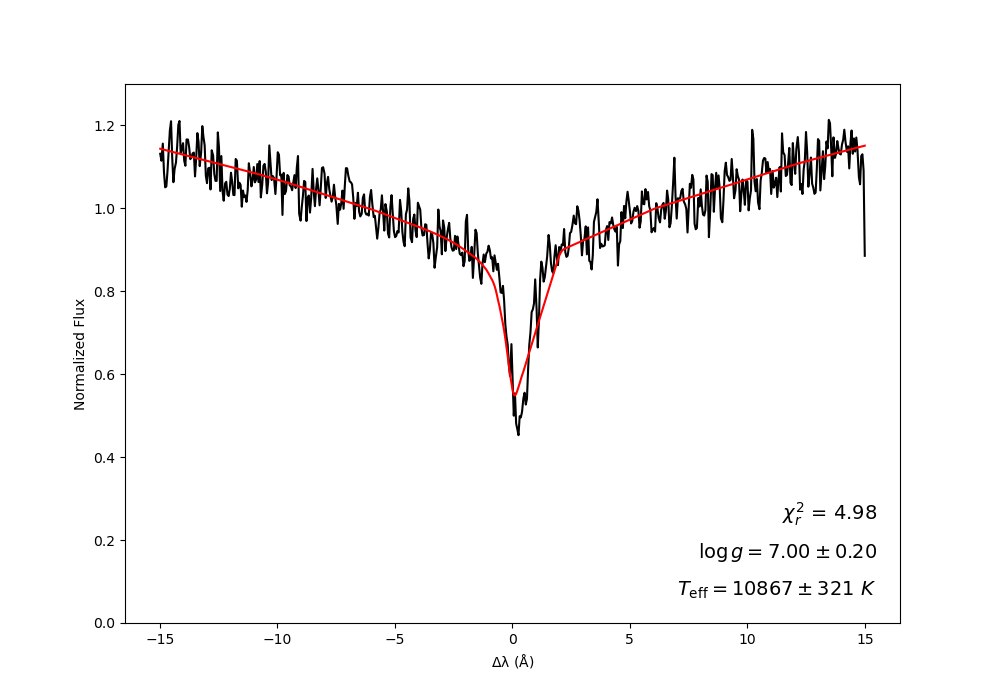 1.2
1.0
0.8
0.6
0.4
0.2
0.0
Normalized Flux
χ²ᵣ = 4.98
log g = 7.00 ± 0.20
T_eff = 10867 ± 321 K
−15 −10 −5 0 5 10 15
Δλ (Å)